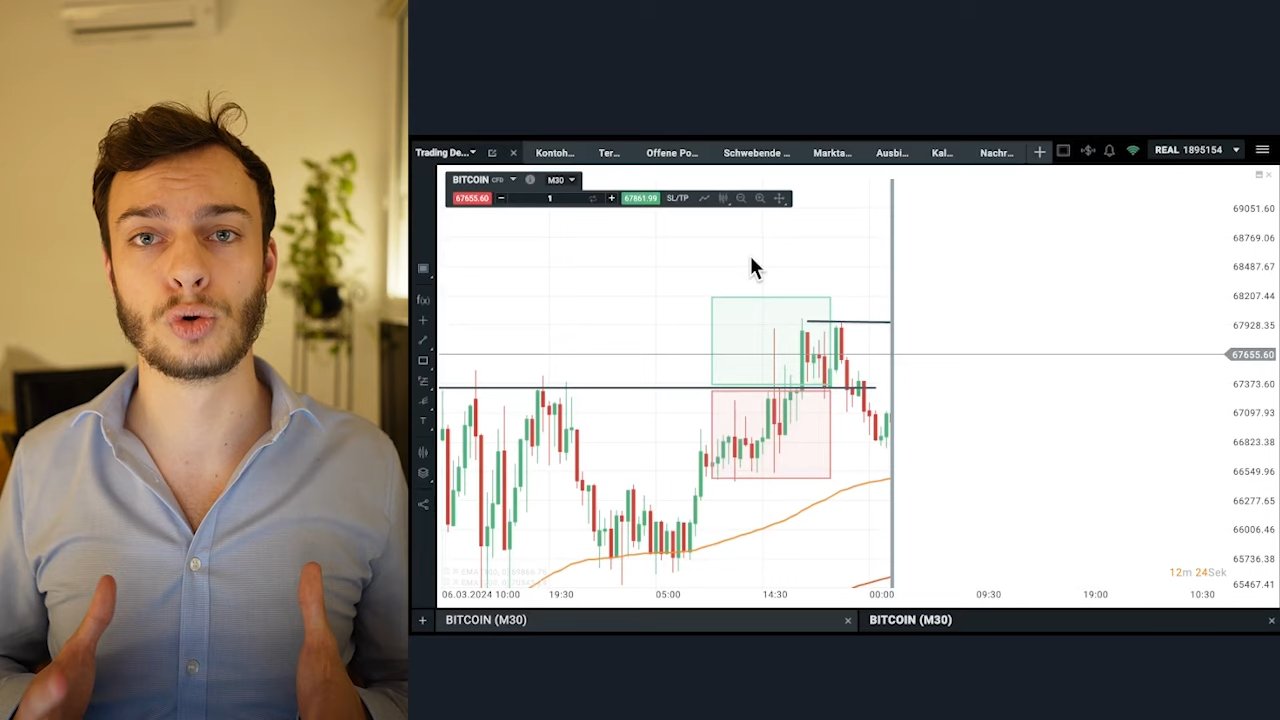 Trading De...
Kontoh...
Ter...
Offene Po...
Schwebende ...
Markta...
Ausbi...
Kal...
Nachr...
REAL 1895154
BITCOIN CFD
M30
67655.60
1
67861.99
SL/TP
69051.60
68769.06
68487.67
68207.44
67928.35
67655.60
67373.60
67097.93
66823.38
66549.96
66277.65
66006.46
65736.38
65467.41
f(x)
T
12m 24Sek
06.03.2024 10:00
19:30
05:00
14:30
00:00
09:30
19:00
10:30
BITCOIN (M30)
BITCOIN (M30)